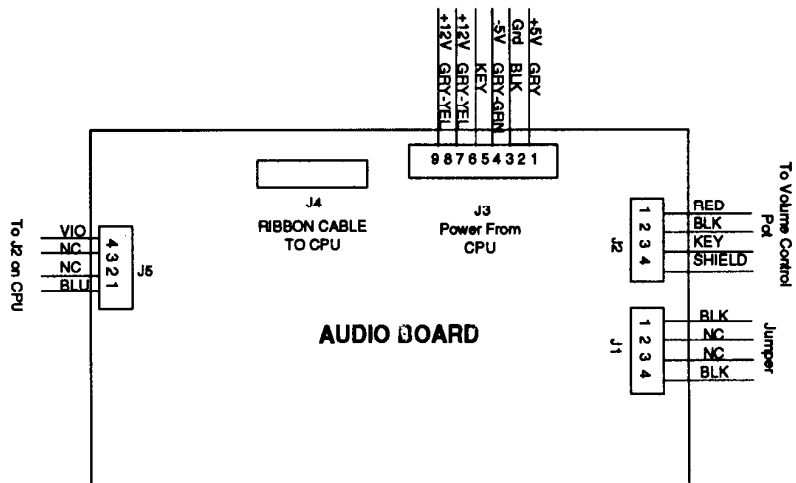 +12V GRY-YEL
+12V GRY-YEL
KEY
-5V GRY-GRN
Grd BLK
+5V GRY
9 8 7 6 5 4 3 2 1
J3
Power From
CPU
J4
RIBBON CABLE
TO CPU
To J2 on CPU
VIO
NC
NC
BLU
4 3 2 1
J5
AUDIO BOARD
To Volume Control
Pot
RED
BLK
KEY
SHIELD
1 2 3 4
J2
BLK
NC
NC
BLK
1 2 3 4
J1
Jumper